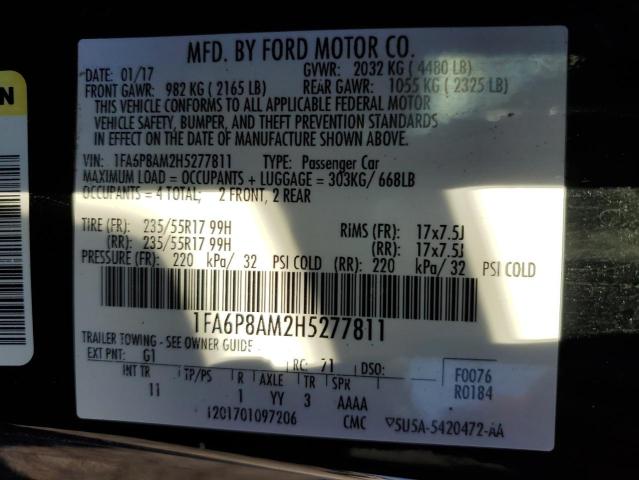 N
MFD. BY FORD MOTOR CO.
DATE: 01/17 GVWR: 2032 KG ( 4480 LB)
FRONT GAWR: 982 KG ( 2165 LB) REAR GAWR: 1055 KG ( 2325 LB)
THIS VEHICLE CONFORMS TO ALL APPLICABLE FEDERAL MOTOR
VEHICLE SAFETY, BUMPER, AND THEFT PREVENTION STANDARDS
IN EFFECT ON THE DATE OF MANUFACTURE SHOWN ABOVE.
VIN: 1FA6P8AM2H5277811 TYPE: Passenger Car
MAXIMUM LOAD = OCCUPANTS + LUGGAGE = 303KG/ 668LB
OCCUPANTS = 4 TOTAL; 2 FRONT, 2 REAR
TIRE (FR): 235/55R17 99H RIMS (FR): 17x7.5J
(RR): 235/55R17 99H (RR): 17x7.5J
PRESSURE (FR): 220 kPa/ 32 PSI COLD (RR): 220 kPa/ 32 PSI COLD
1FA6P8AM2H5277811
TRAILER TOWING - SEE OWNER GUIDE
EXT PNT: G1 RC: 71 DSO: F0076
INT TR TP/PS R AXLE TR SPR R0184
11 1 YY 3 AAAA
1201701097206 CMC 5U5A-5420472-AA